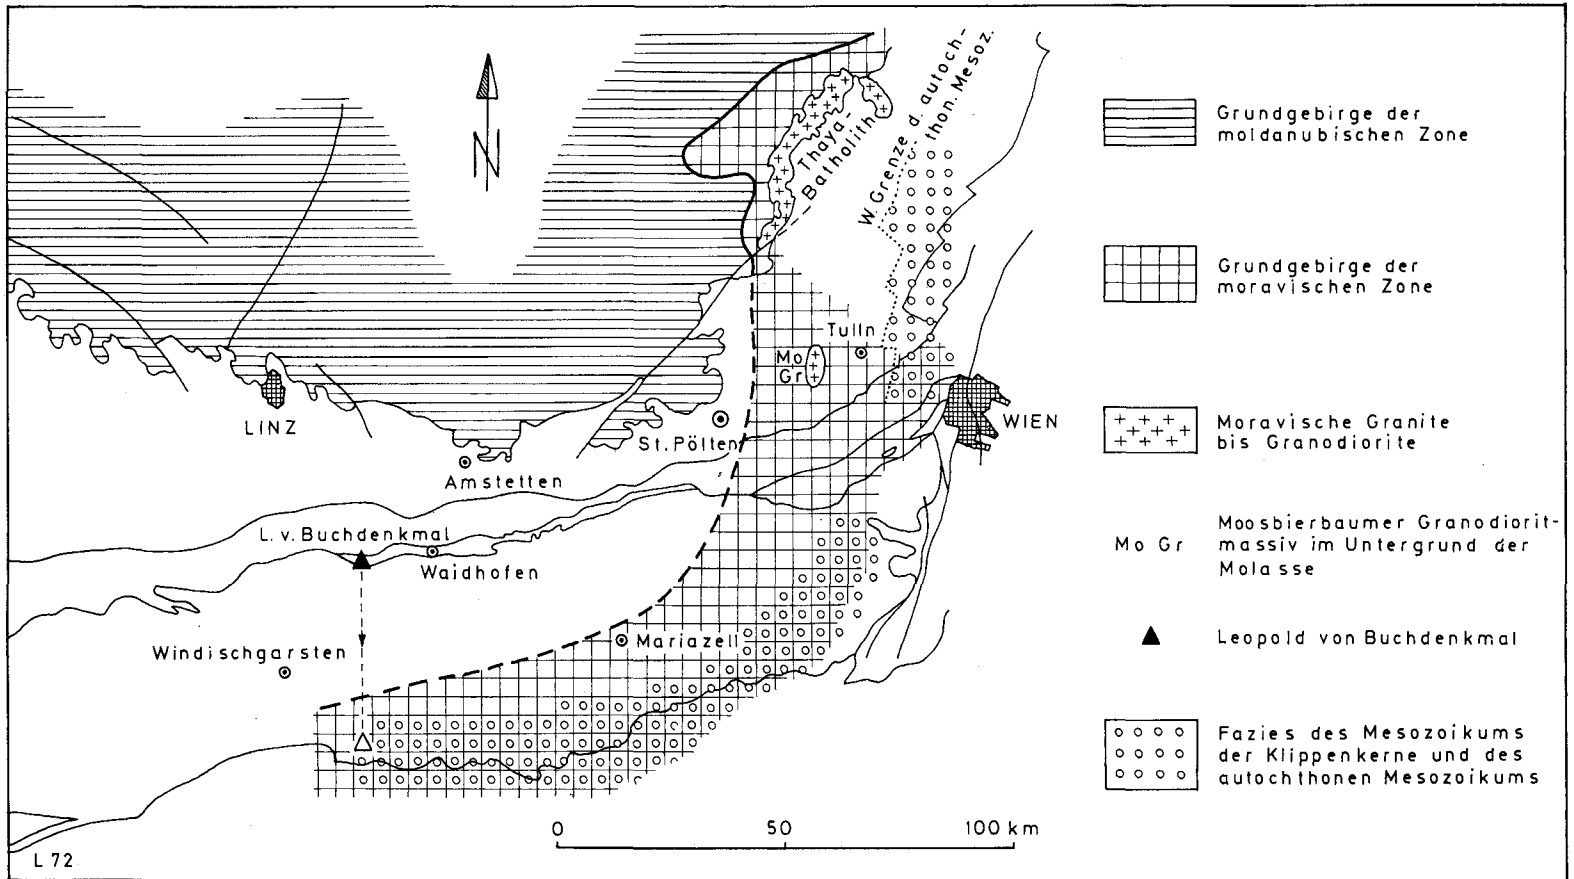 N
Thaya-
Batholith
W. Grenze d. autoch-
thon. Mesoz.
Tulln
Mo
Gr
LINZ
WIEN
St. Pölten
Amstetten
L. v. Buchdenkmal
Waidhofen
Mariazell
Windischgarsten
0 50 100 km
L 72
Grundgebirge der
moldanubischen Zone
Grundgebirge der
moravischen Zone
Moravische Granite
bis Granodiorite
Mo Gr
Moosbierbaumer Granodiorit-
massiv im Untergrund der
Molasse
Leopold von Buchdenkmal
Fazies des Mesozoikums
der Klippenkerne und des
autochthonen Mesozoikums